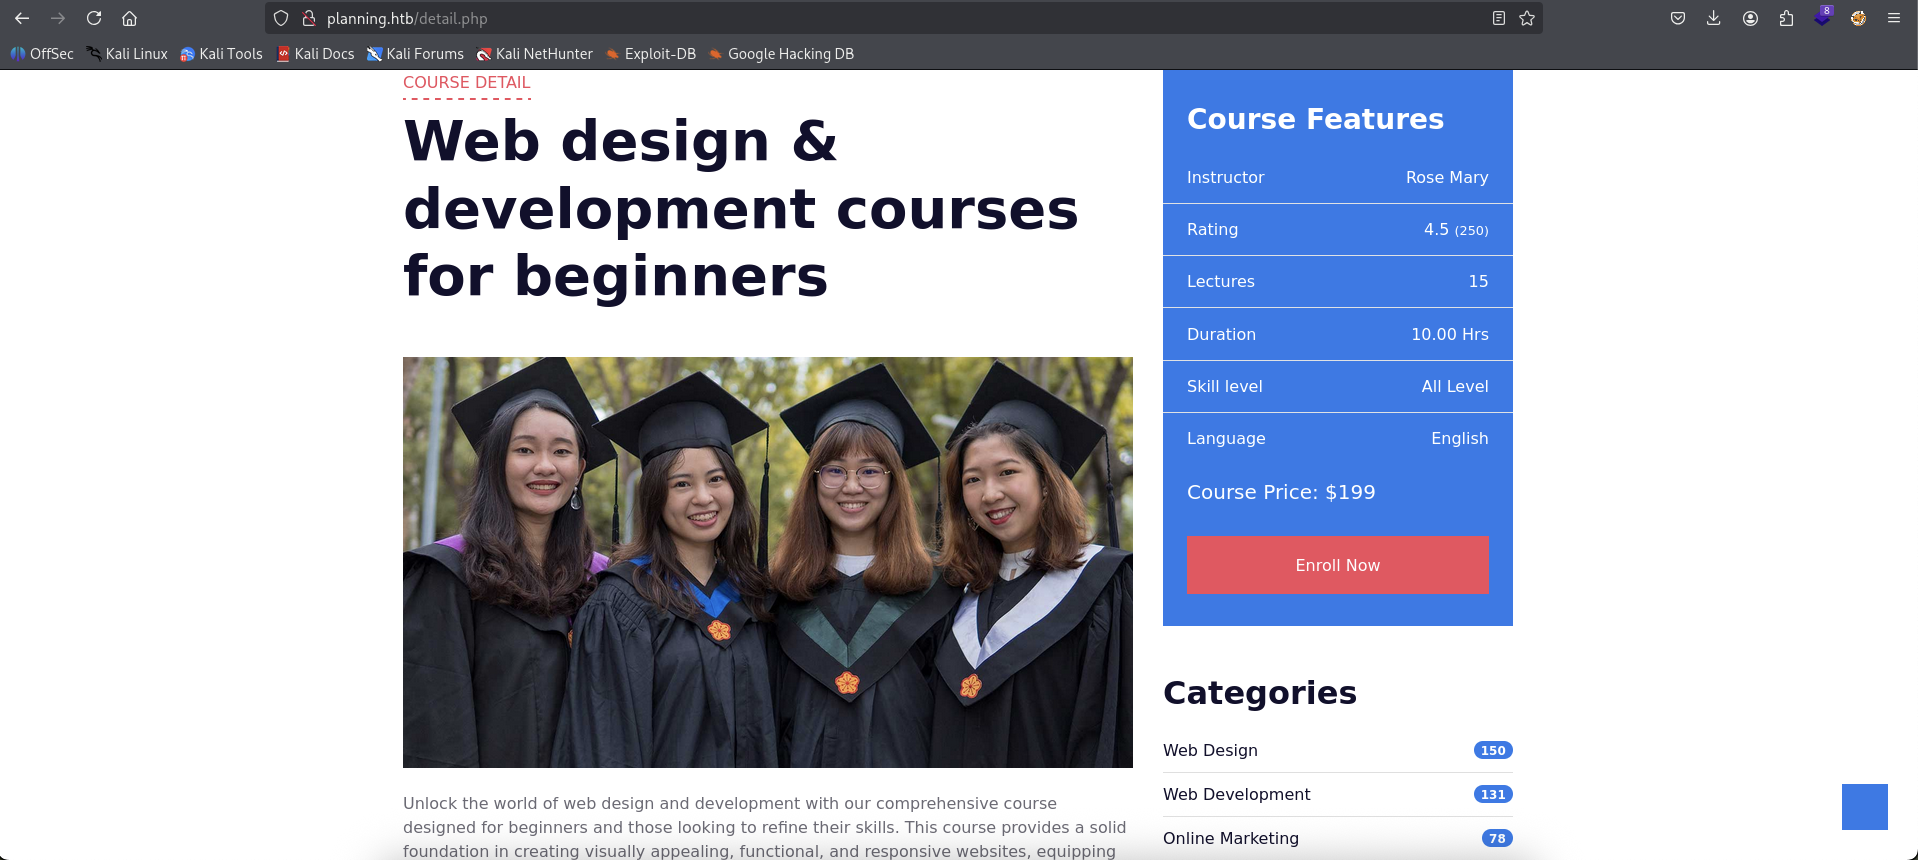 planning.htb/detail.php
8
OffSec Kali Linux Kali Tools Kali Docs Kali Forums Kali NetHunter Exploit-DB Google Hacking DB
COURSE DETAIL
Web design &
development courses
for beginners
Unlock the world of web design and development with our comprehensive course
designed for beginners and those looking to refine their skills. This course provides a solid
foundation in creating visually appealing, functional, and responsive websites, equipping
Course Features
Instructor Rose Mary
Rating 4.5 (250)
Lectures 15
Duration 10.00 Hrs
Skill level All Level
Language English
Course Price: $199
Enroll Now
Categories
Web Design 150
Web Development 131
Online Marketing 78